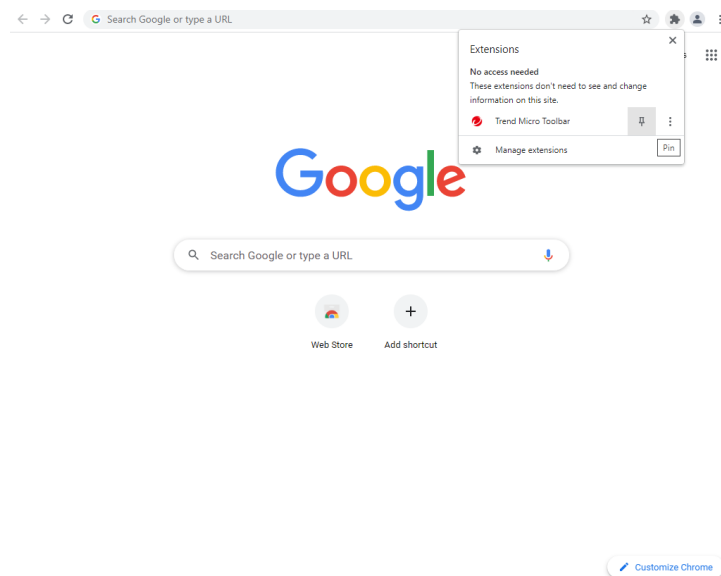 Search Google or type a URL
Extensions
No access needed
These extensions don't need to see and change
information on this site.
Trend Micro Toolbar
Manage extensions
Pin
Google
Search Google or type a URL
Web Store
Add shortcut
Customize Chrome